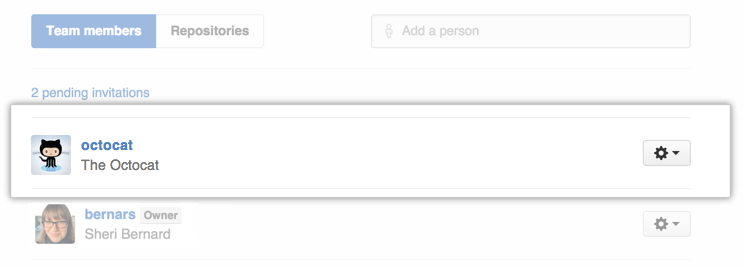 Team members Repositories Add a person
2 pending invitations
octocat
The Octocat
bernars Owner
Sheri Bernard